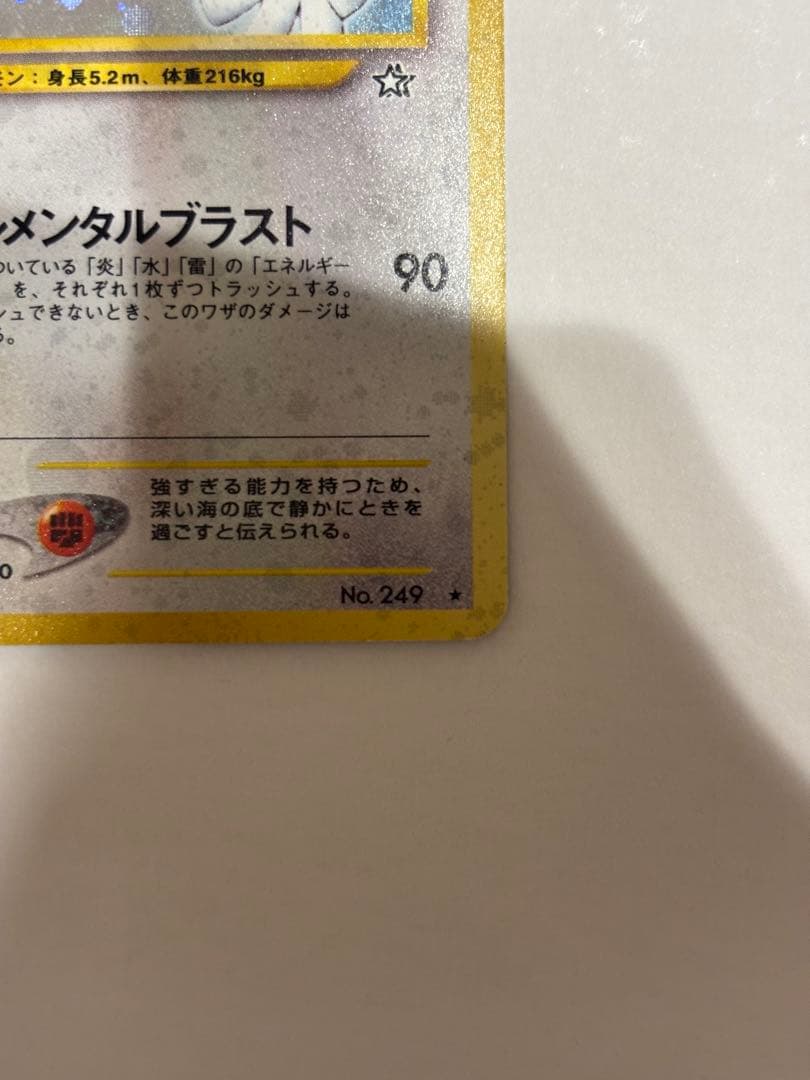 モン：身長5.2m、体重216kg
ルメンタルブラスト
ついている「炎」「水」「雷」の「エネルギー
を、それぞれ1枚ずつトラッシュする。
90
シュできないとき、このワザのダメージは
る。
強すぎる能力を持つため、
深い海の底で静かにときを
過ごすと伝えられる。
0
No. 249 ★